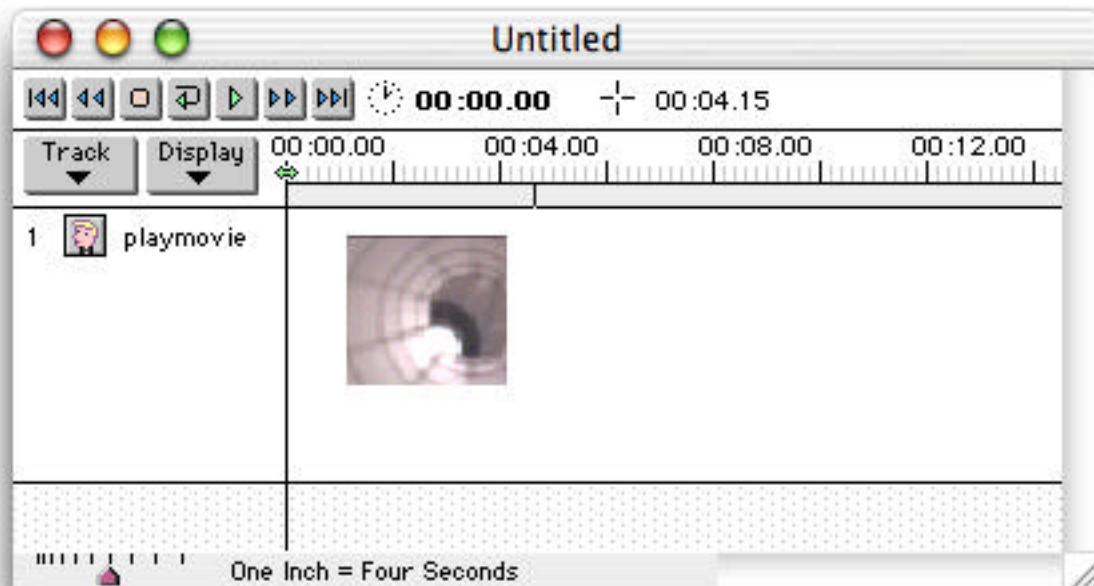 Untitled
00:00.00 00:04.15
Track Display 00:00.00 00:04.00 00:08.00 00:12.00
1 playmovie
One Inch = Four Seconds